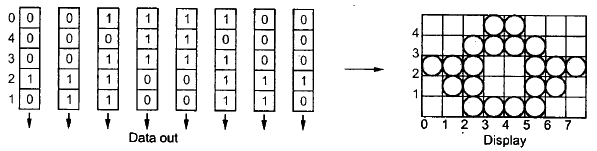 0 0 0 1 1 1 1 0 0
4 0 0 0 1 1 0 0 0
3 0 0 1 1 1 1 0 0
2 1 1 1 0 0 1 1 1
1 0 1 1 0 0 1 1 0
Data out
4
3
2
1
0 1 2 3 4 5 6 7
Display